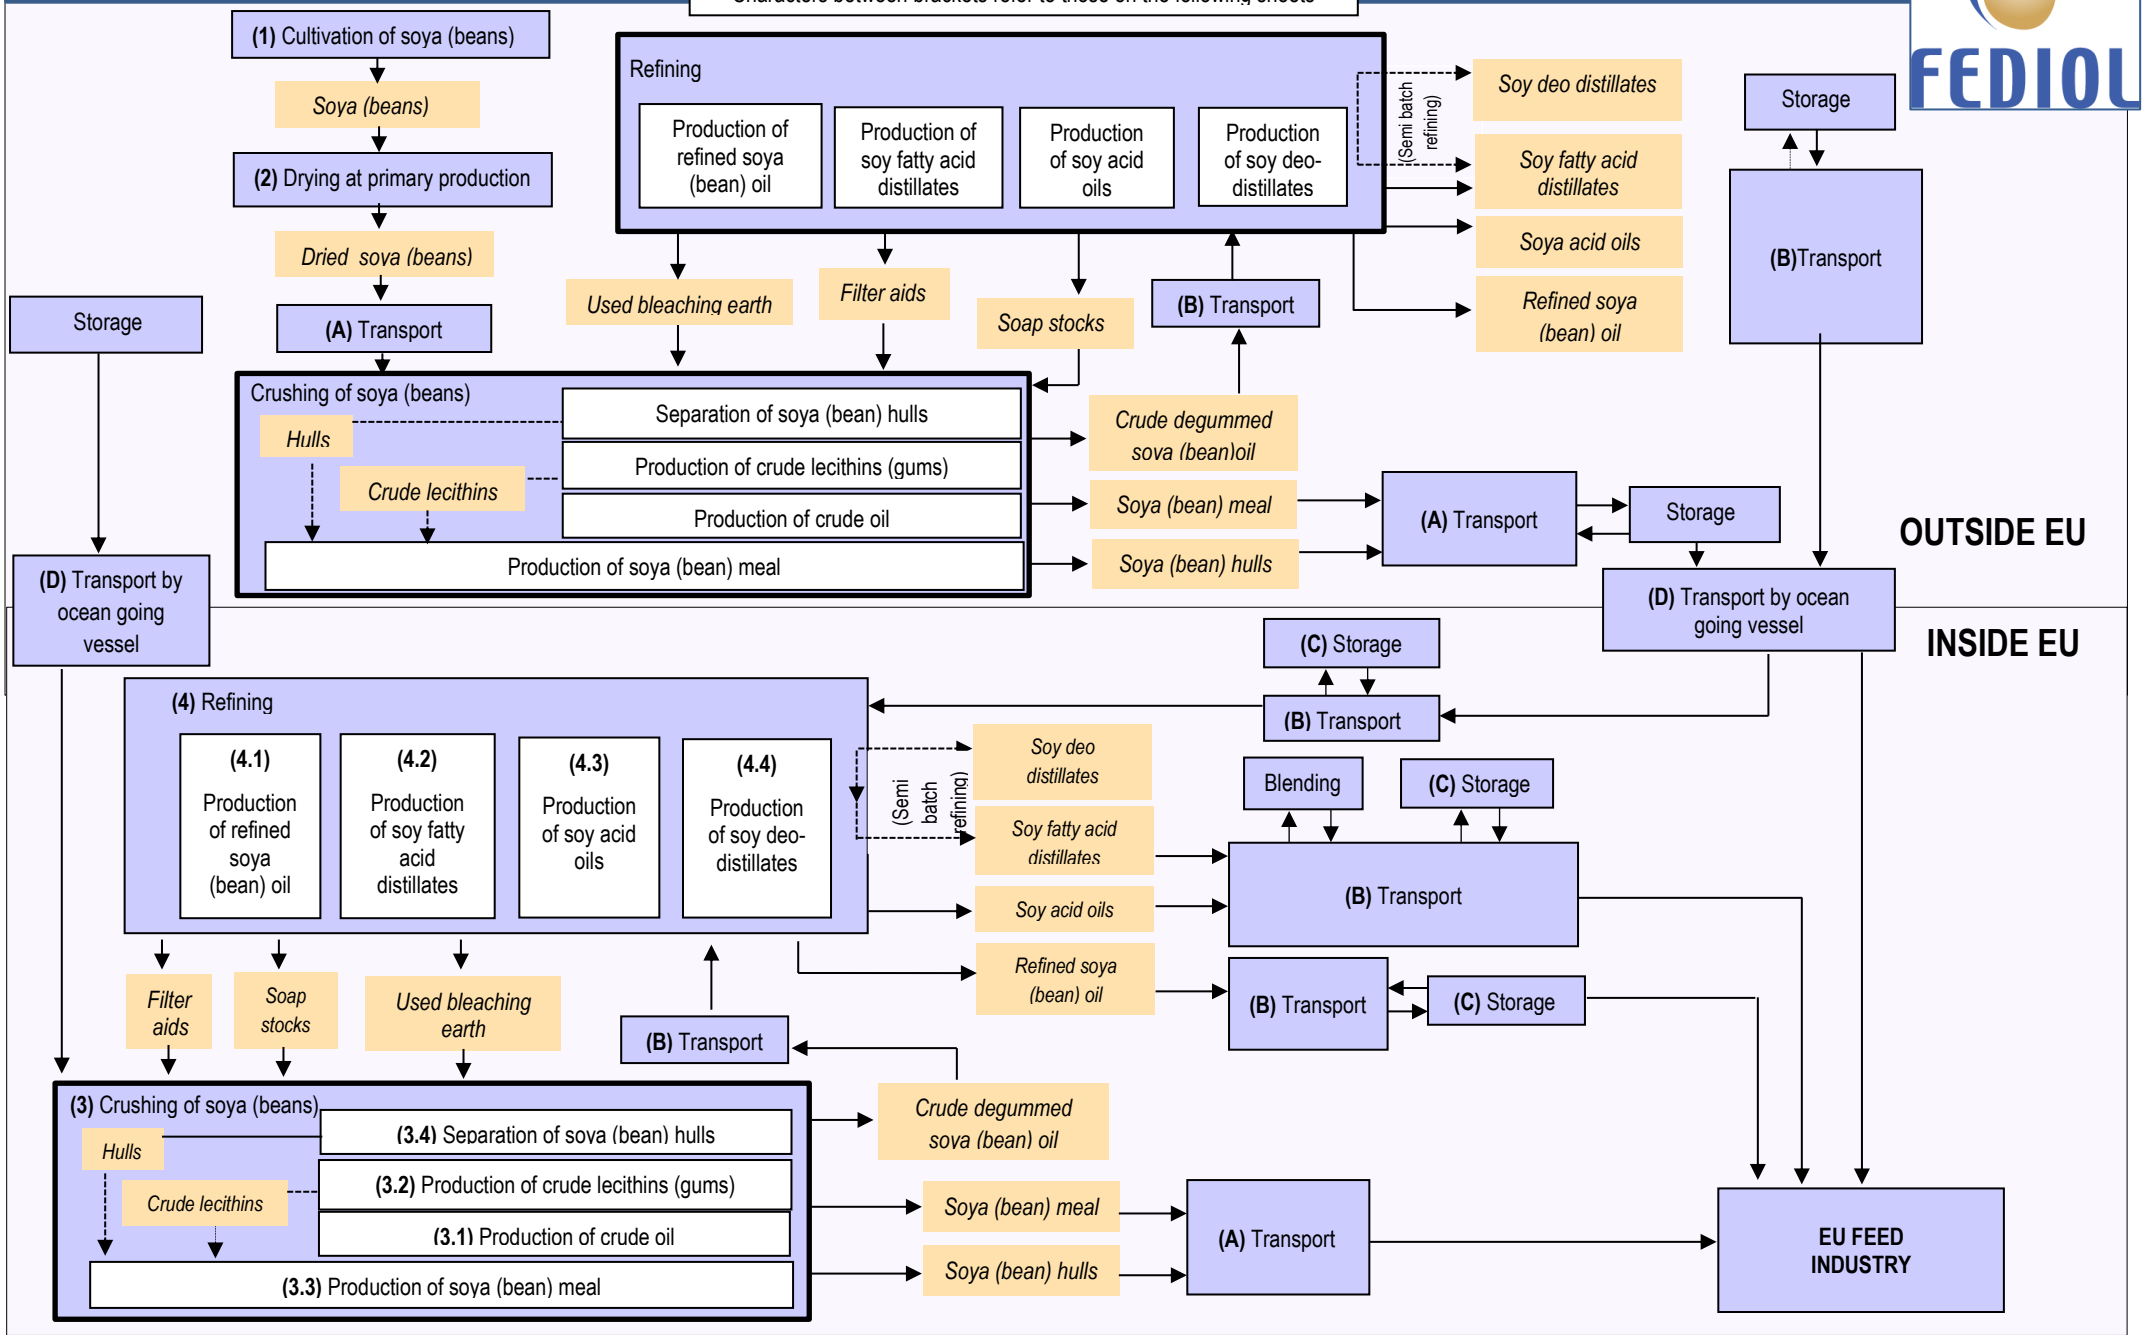 Characters between brackets refer to those on the following sheets
FEDIOL
(1) Cultivation of soya (beans)
Soya (beans)
(2) Drying at primary production
Dried soya (beans)
(A) Transport
Storage
Refining
Production of
refined soya
(bean) oil
Production of
soy fatty acid
distillates
Production
of soy acid
oils
Production
of soy deo-
distillates
(Semi batch
refining)
Soy deo distillates
Soy fatty acid
distillates
Soya acid oils
Refined soya
(bean) oil
Storage
(B)Transport
Used bleaching earth
Filter aids
Soap stocks
(B) Transport
Crushing of soya (beans)
Hulls
Crude lecithins
Separation of soya (bean) hulls
Production of crude lecithins (gums)
Production of crude oil
Production of soya (bean) meal
Crude degummed
soya (bean)oil
Soya (bean) meal
Soya (bean) hulls
(A) Transport
Storage
OUTSIDE EU
(D) Transport by
ocean going
vessel
(D) Transport by ocean
going vessel
INSIDE EU
(C) Storage
(B) Transport
(4) Refining
(4.1)
Production
of refined
soya
(bean) oil
(4.2)
Production
of soy fatty
acid
distillates
(4.3)
Production
of soy acid
oils
(4.4)
Production
of soy deo-
distillates
(Semi
batch
refining)
Soy deo
distillates
Soy fatty acid
distillates
Soy acid oils
Refined soya
(bean) oil
Blending
(C) Storage
(B) Transport
(B) Transport
(C) Storage
Filter
aids
Soap
stocks
Used bleaching
earth
(B) Transport
(3) Crushing of soya (beans)
Hulls
Crude lecithins
(3.4) Separation of soya (bean) hulls
(3.2) Production of crude lecithins (gums)
(3.1) Production of crude oil
(3.3) Production of soya (bean) meal
Crude degummed
soya (bean) oil
Soya (bean) meal
Soya (bean) hulls
(A) Transport
EU FEED
INDUSTRY